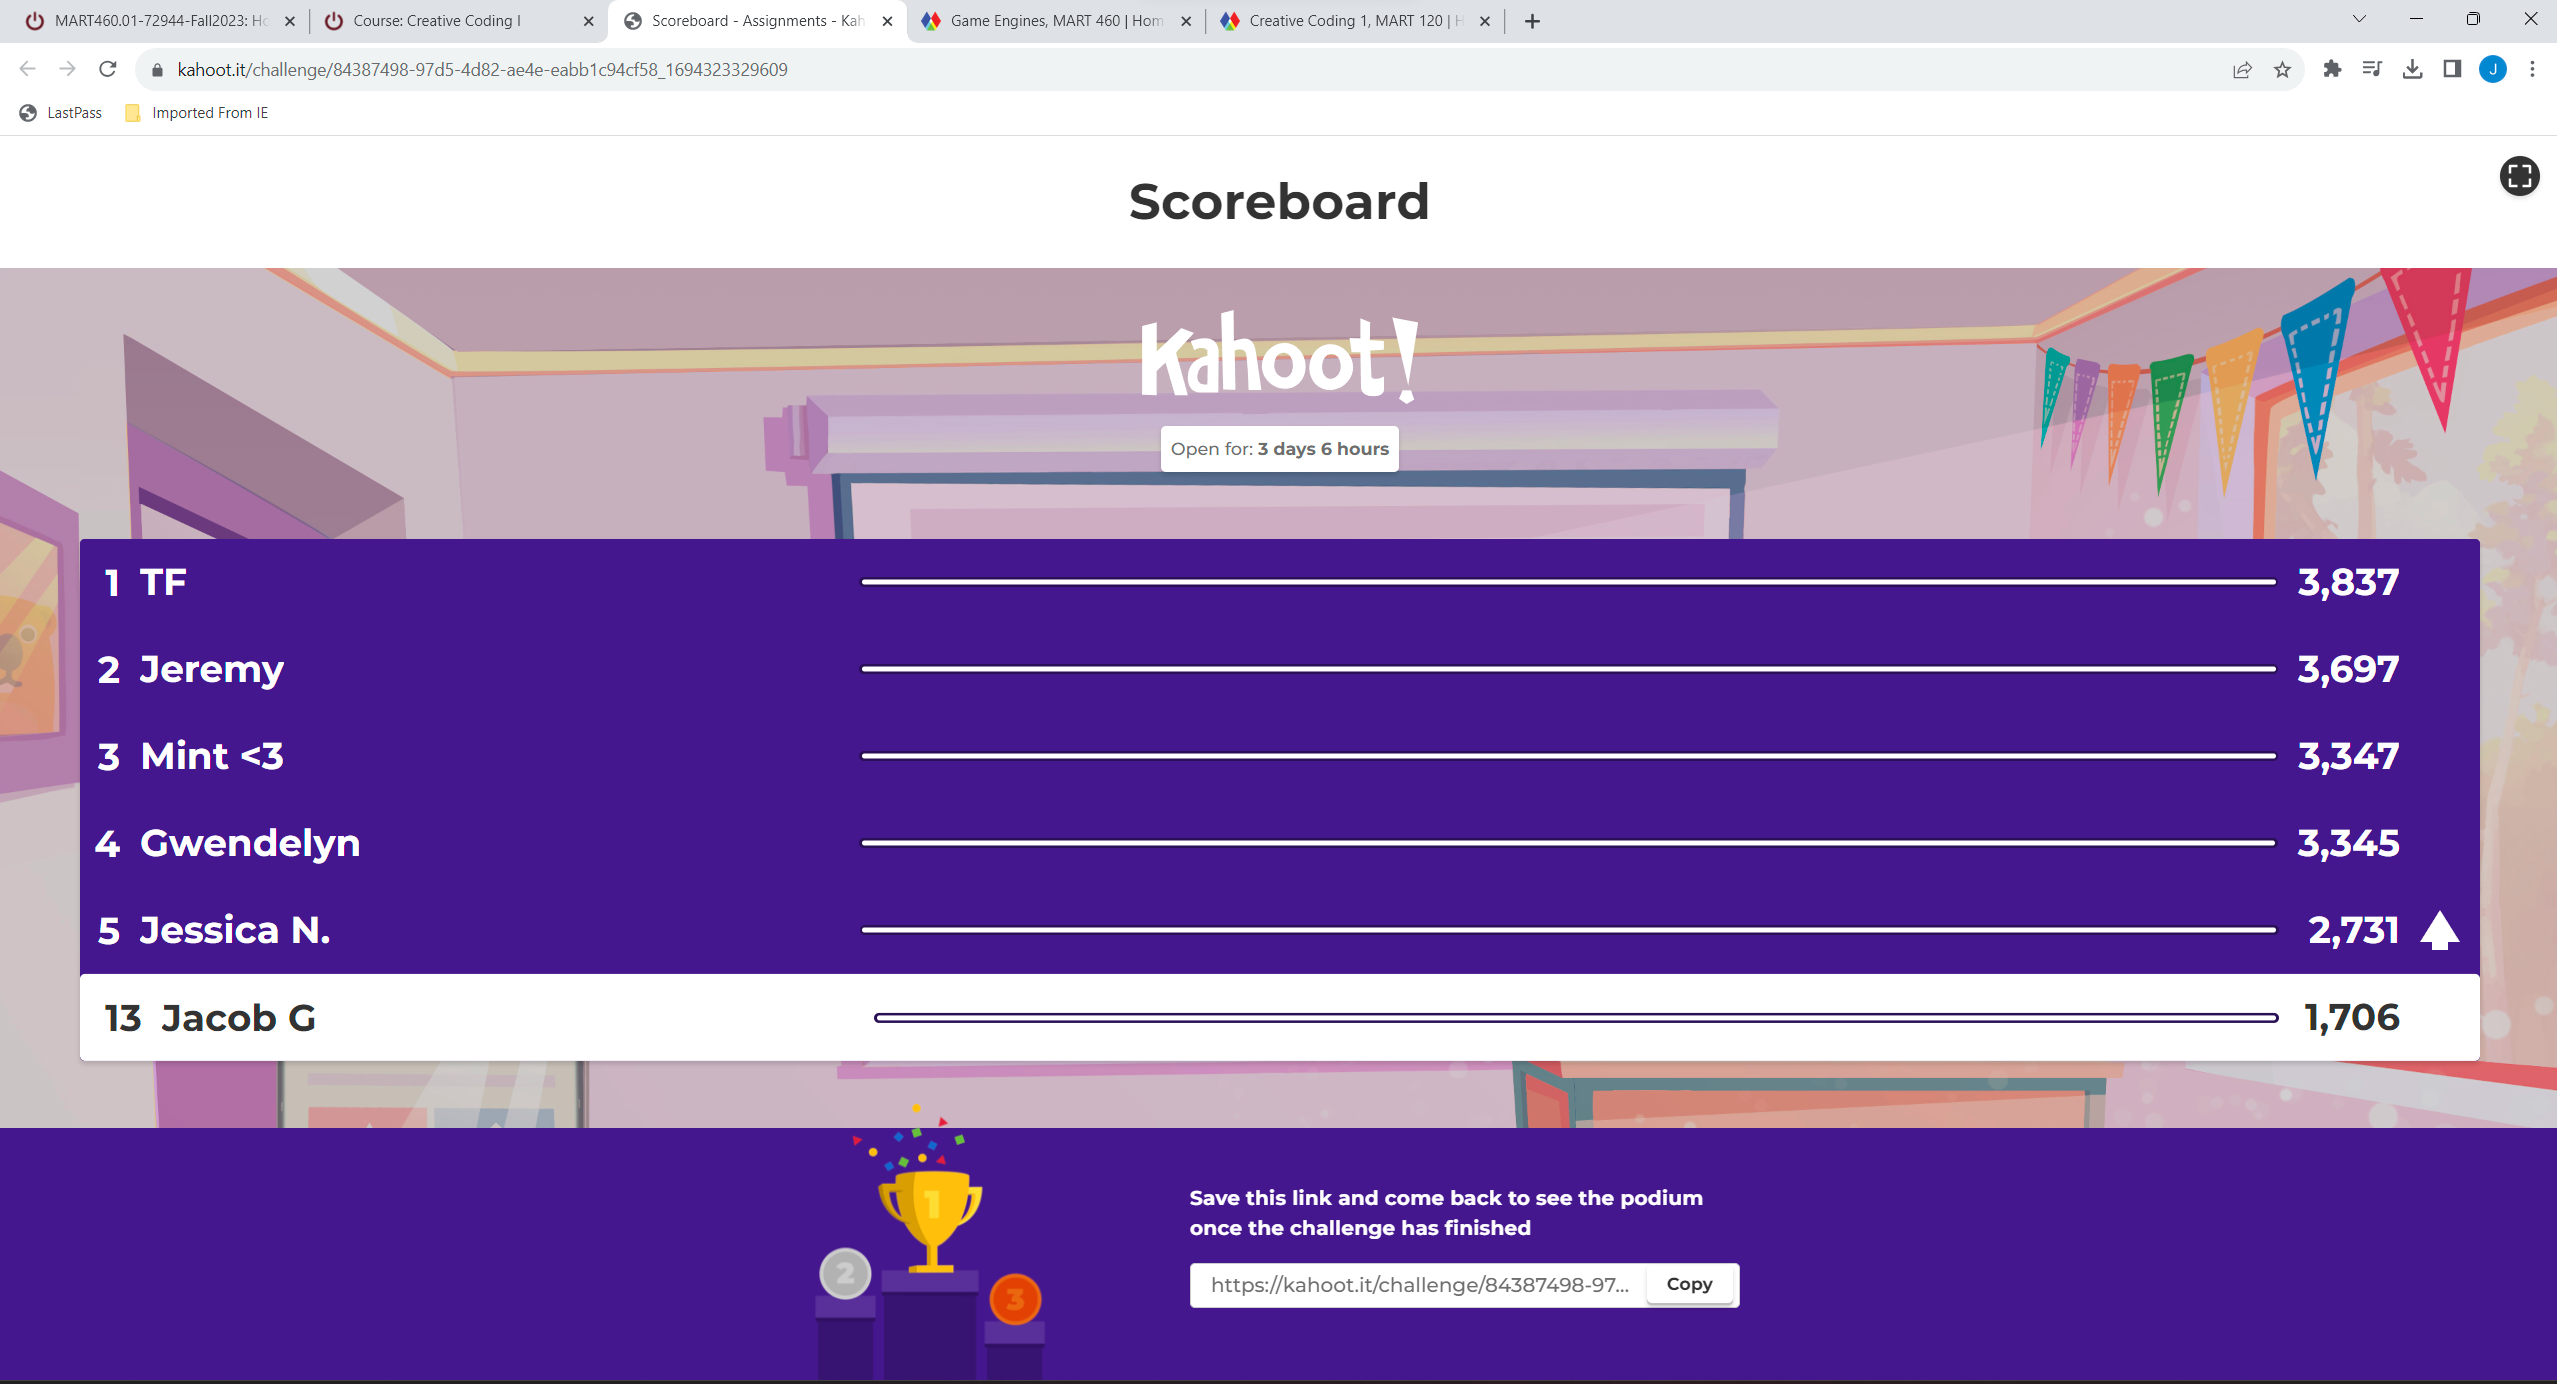 MART460.01-72944-Fall2023: Ho
Course: Creative Coding I
Scoreboard - Assignments - Kah
Game Engines, MART 460 | Hom
Creative Coding 1, MART 120 | H
kahoot.it/challenge/84387498-97d5-4d82-ae4e-eabb1c94cf58_1694323329609
J
LastPass
Imported From IE
Scoreboard
Kahoot!
Open for: 3 days 6 hours
1 TF 3,837
2 Jeremy 3,697
3 Mint <3 3,347
4 Gwendelyn 3,345
5 Jessica N. 2,731
13 Jacob G 1,706
1
2
3
Save this link and come back to see the podium
once the challenge has finished
https://kahoot.it/challenge/84387498-97... Copy